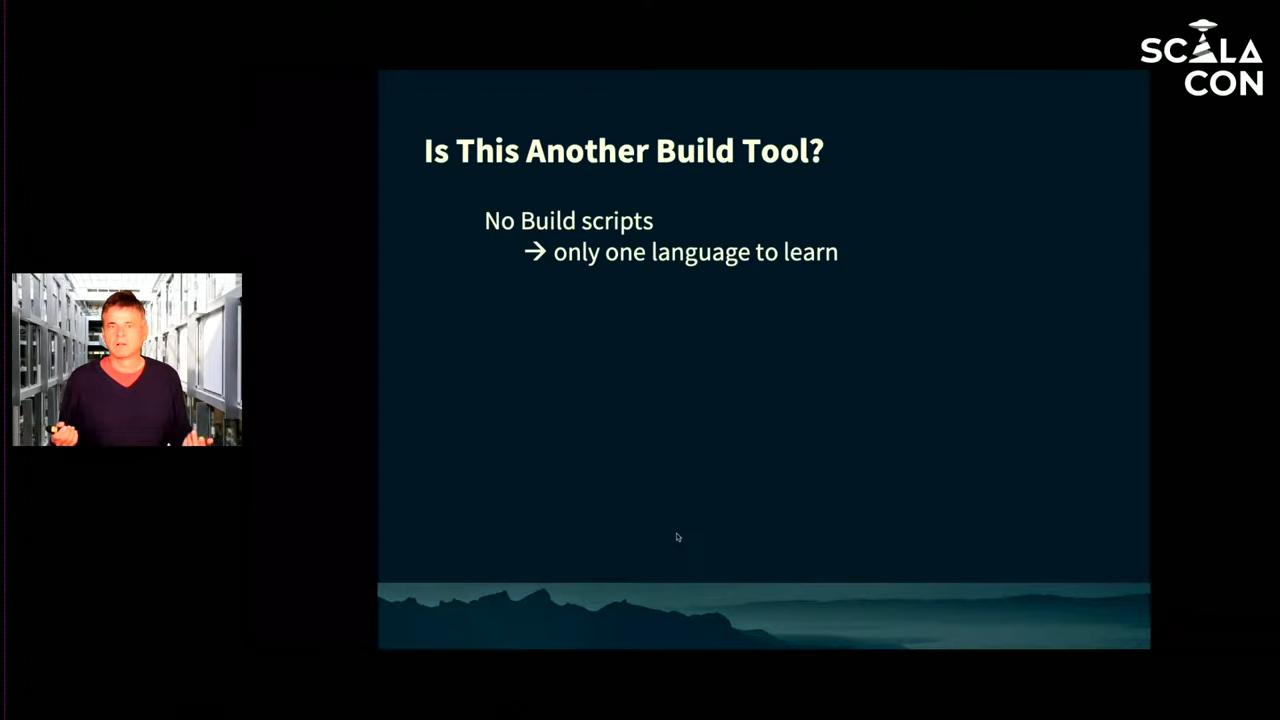 SCALA
CON
Is This Another Build Tool?
No Build scripts
→ only one language to learn